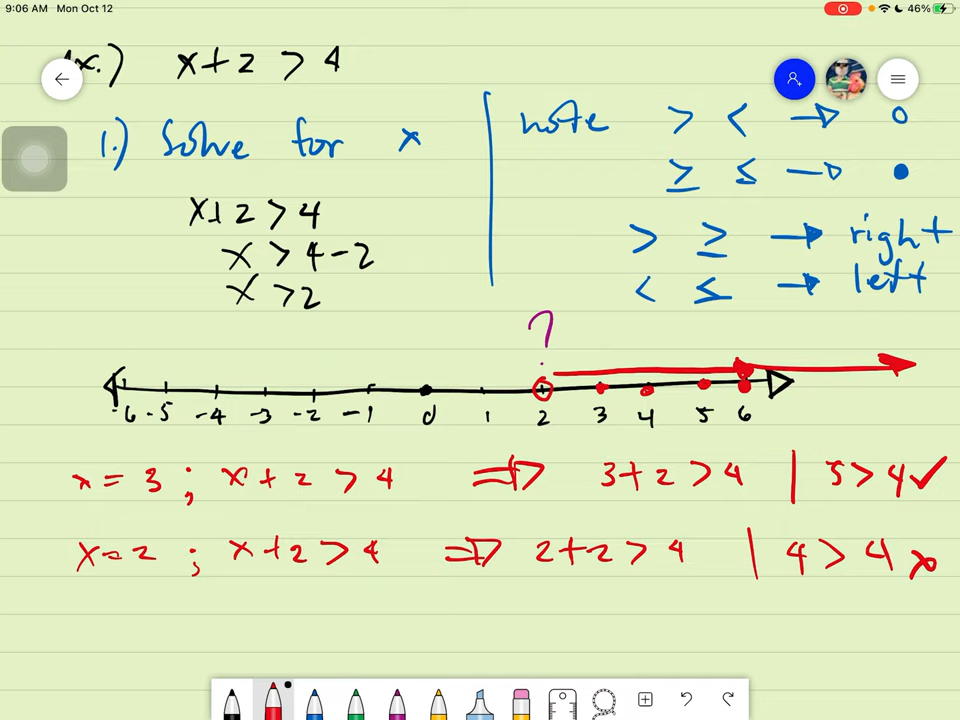 9:06 AM Mon Oct 12
46%
x+2 > 4
1.) Solve for x
x+2 > 4
x > 4-2
x > 2
note > < → ○
≥ ≤ → ●
> ≥ → right
< ≤ → left
?
-6 -5 -4 -3 -2 -1 0 1 2 3 4 5 6
x = 3 ; x+2 > 4 ⇒ 3+2 > 4 | 5 > 4 ✓
x = 2 ; x+2 > 4 ⇒ 2+2 > 4 | 4 > 4 x